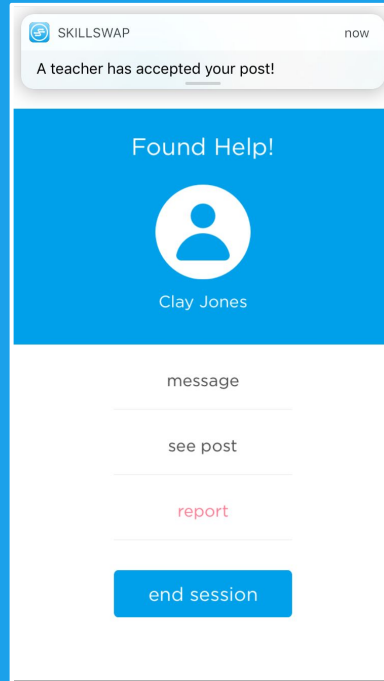 SKILLSWAP now
A teacher has accepted your post!
Found Help!
Clay Jones
message
see post
report
end session